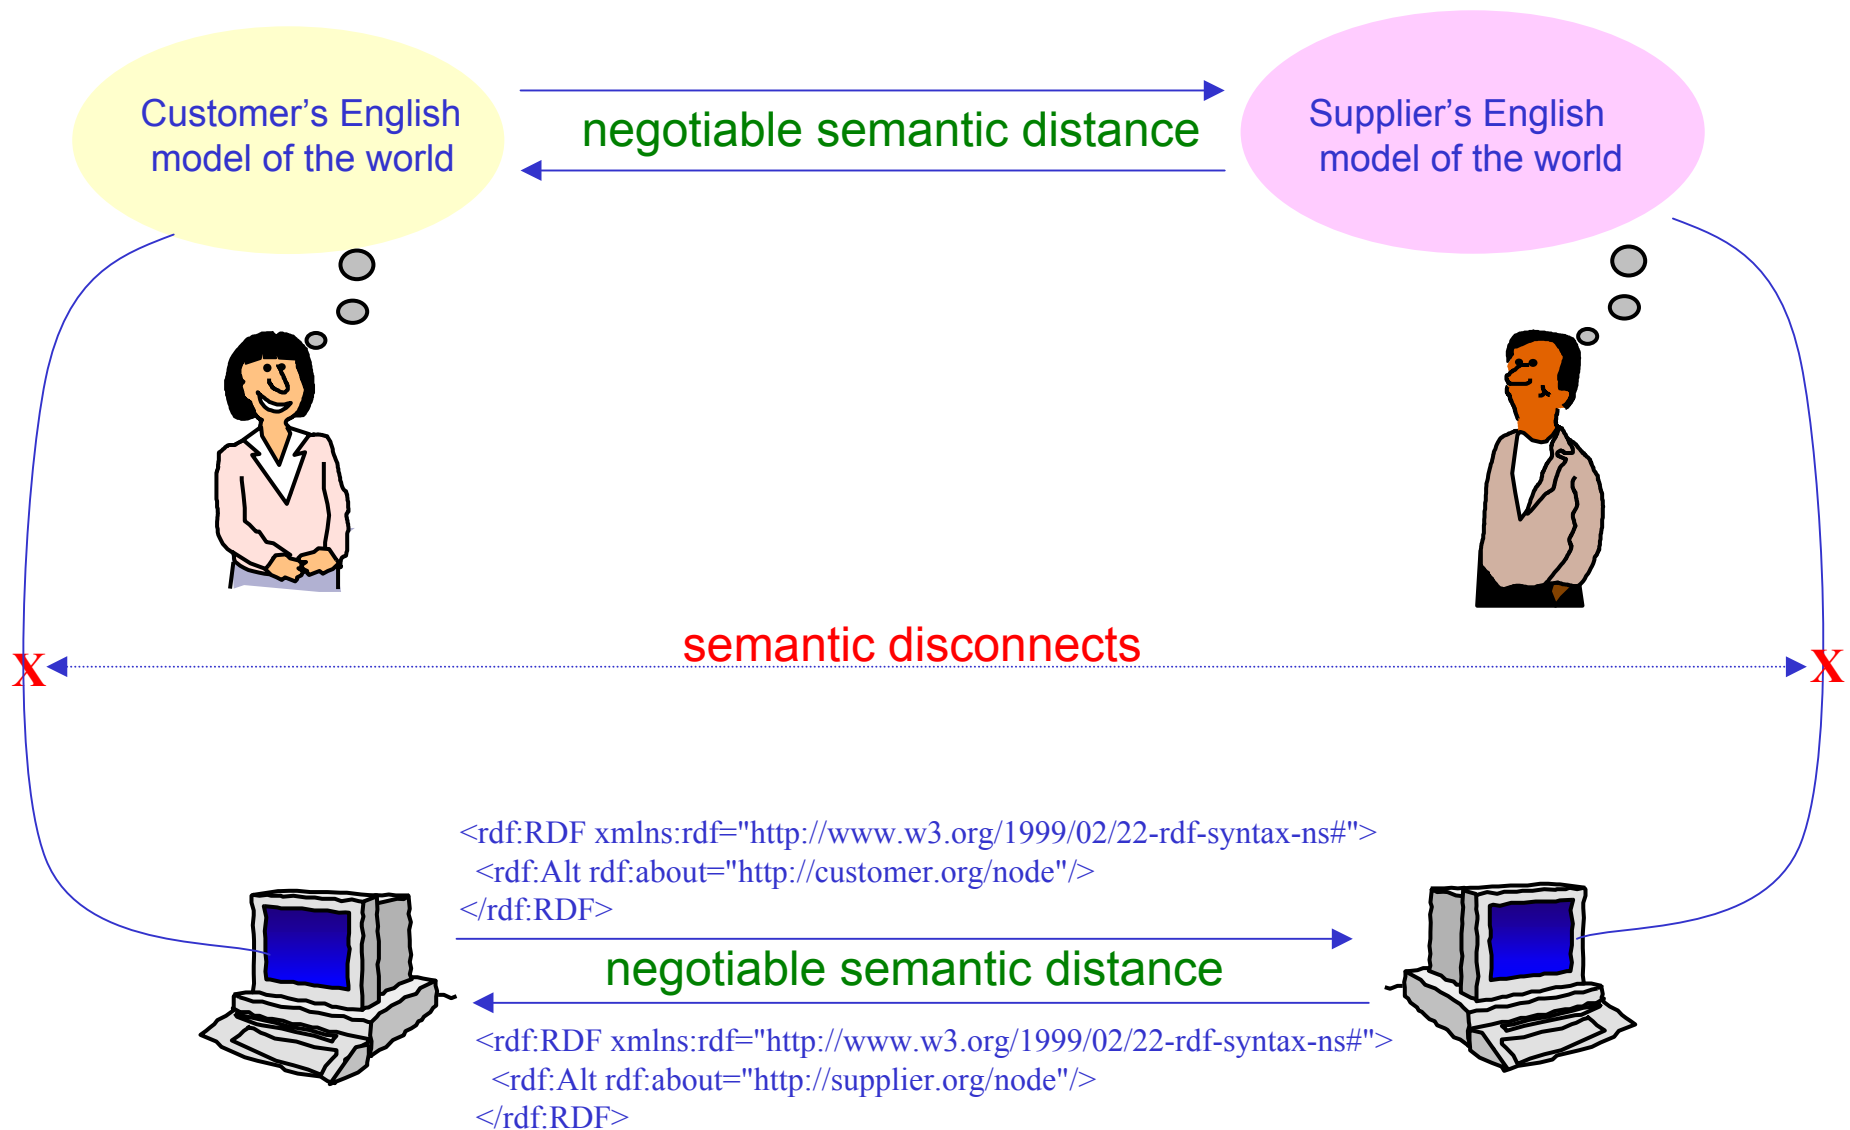 Customer’s English
model of the world
negotiable semantic distance
Supplier’s English
model of the world
semantic disconnects
X
X
<rdf:RDF xmlns:rdf="http://www.w3.org/1999/02/22-rdf-syntax-ns#">
<rdf:Alt rdf:about="http://customer.org/node"/>
</rdf:RDF>
negotiable semantic distance
<rdf:RDF xmlns:rdf="http://www.w3.org/1999/02/22-rdf-syntax-ns#">
<rdf:Alt rdf:about="http://supplier.org/node"/>
</rdf:RDF>